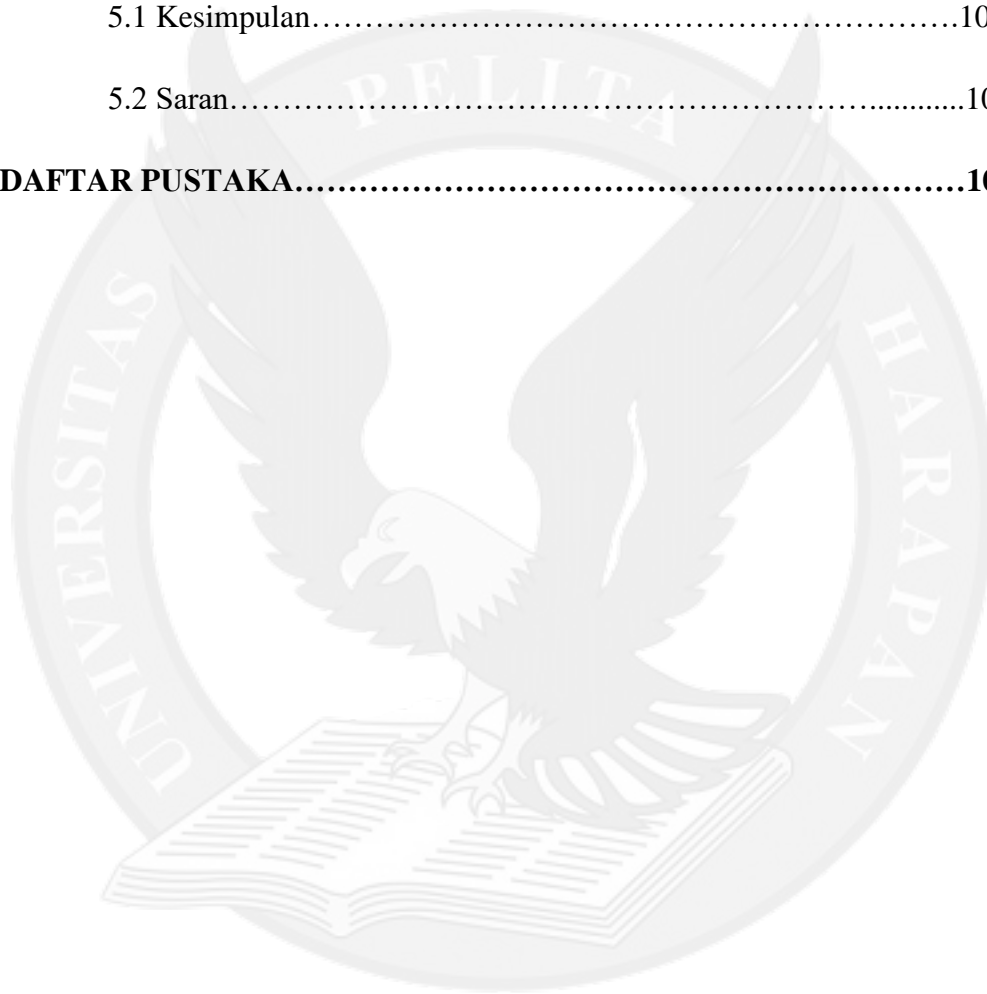 5.1 Kesimpulan……………………………………………………………10
5.2 Saran……………………………………………………………...........10
DAFTAR PUSTAKA………………………………………………………10
UNIVERSITAS PELITA HARAPAN